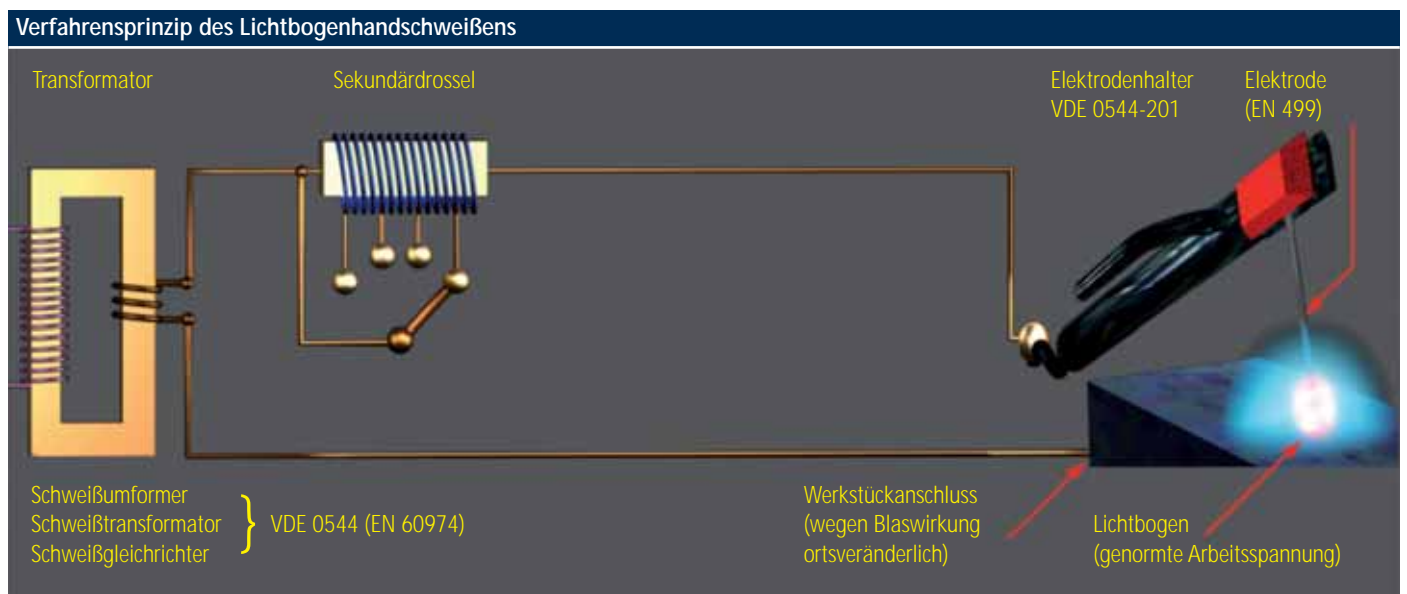 Verfahrensprinzip des Lichtbogenhandschweißens
Transformator
Sekundärdrossel
Elektrodenhalter
VDE 0544-201
Elektrode
(EN 499)
Schweißumformer
Schweißtransformator
Schweißgleichrichter
} VDE 0544 (EN 60974)
Werkstückanschluss
(wegen Blaswirkung
ortsveränderlich)
Lichtbogen
(genormte Arbeitsspannung)